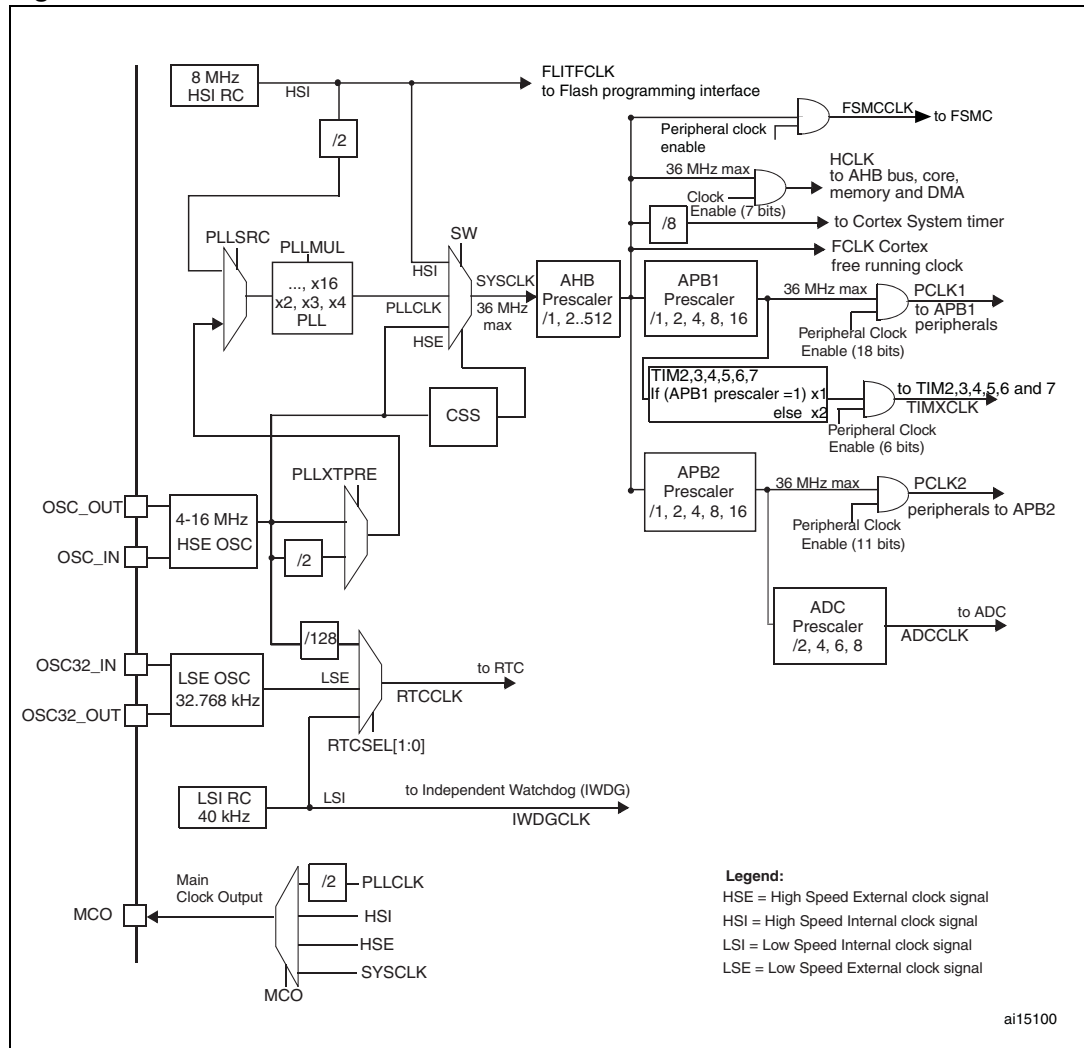 8 MHz
HSI RC
HSI
FLITFCLK
to Flash programming interface
/2
Peripheral clock
enable
FSMCCLK
to FSMC
36 MHz max
Clock
Enable (7 bits)
HCLK
to AHB bus, core,
memory and DMA
/8
to Cortex System timer
FCLK Cortex
free running clock
PLLSRC
PLLMUL
..., x16
x2, x3, x4
PLL
SW
HSI
PLLCLK
HSE
SYSCLK
36 MHz
max
AHB
Prescaler
/1, 2..512
APB1
Prescaler
/1, 2, 4, 8, 16
36 MHz max
PCLK1
to APB1
peripherals
Peripheral Clock
Enable (18 bits)
TIM2,3,4,5,6,7
If (APB1 prescaler =1) x1
else x2
to TIM2,3,4,5,6 and 7
TIMXCLK
Peripheral Clock
Enable (6 bits)
CSS
PLLXTPRE
OSC_OUT
OSC_IN
4-16 MHz
HSE OSC
/2
APB2
Prescaler
/1, 2, 4, 8, 16
36 MHz max
PCLK2
peripherals to APB2
Peripheral Clock
Enable (11 bits)
ADC
Prescaler
/2, 4, 6, 8
to ADC
ADCCLK
/128
OSC32_IN
OSC32_OUT
LSE OSC
32.768 kHz
LSE
to RTC
RTCCLK
RTCSEL[1:0]
LSI RC
40 kHz
LSI
to Independent Watchdog (IWDG)
IWDGCLK
Main
Clock Output
MCO
/2
PLLCLK
HSI
HSE
SYSCLK
MCO
Legend:
HSE = High Speed External clock signal
HSI = High Speed Internal clock signal
LSI = Low Speed Internal clock signal
LSE = Low Speed External clock signal
ai15100